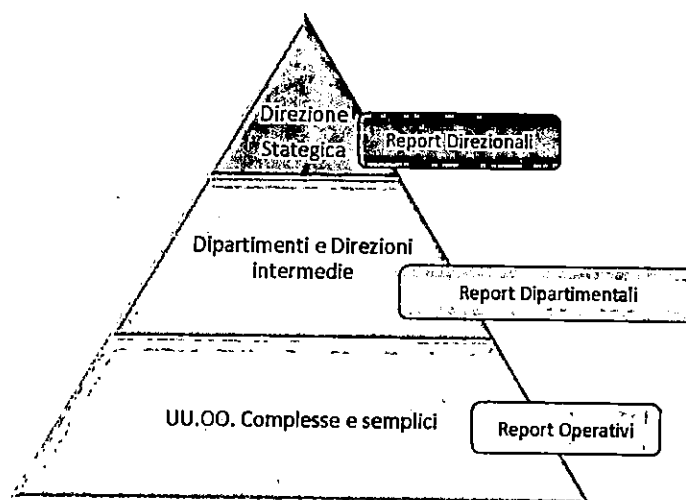 Direzione
Stategica
Report Direzionali
Dipartimenti e Direzioni
intermedie
Report Dipartimentali
UU.OO. Complesse e semplici
Report Operativi